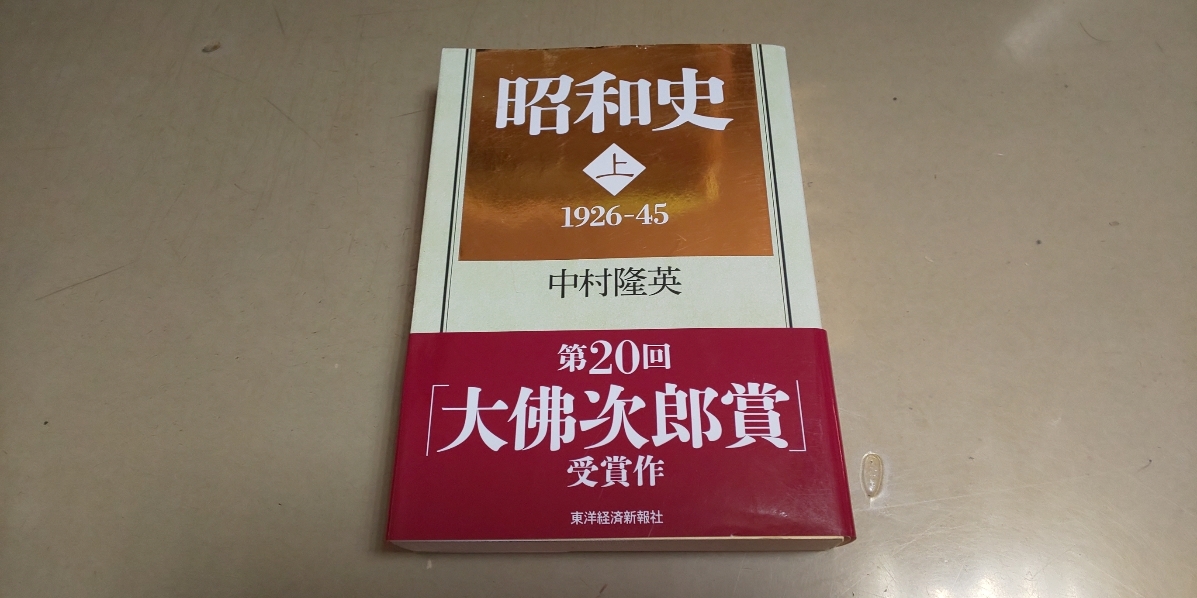 昭和史
上
1926-45
中村隆英
第20回
「大佛次郎賞」
受賞作
東洋経済新報社